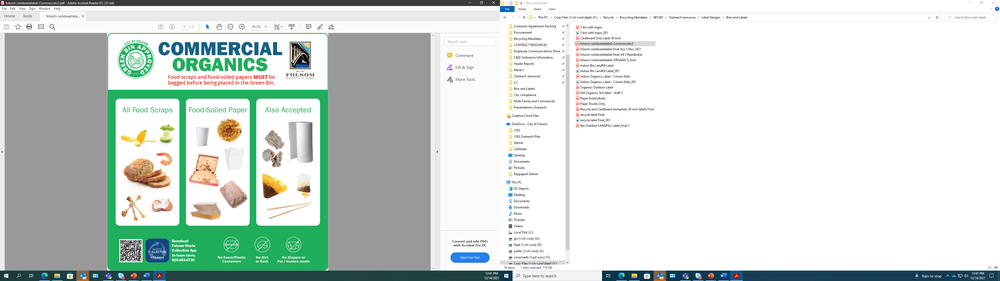 folsom-solidwastelabel-Commercialv2.pdf - Adobe Acrobat Reader DC (32-bit)
File Edit View Sign Window Help
Home Tools folsom-solidwastela... ×
1 / 1 95.3%
CITY OF FOLSOM
GREEN BIN APPROVED
COMMERCIAL
ORGANICS
Food scraps and food-soiled papers MUST be
bagged before being placed in the Green Bin.
CITY OF
FOLSOM
DISTINCTIVE BY NATURE
All Food Scraps
Food-Soiled Paper
Also Accepted
WASTE
COLLECTION
FOLSOM
Download
Folsom Waste
Collection App
to learn more.
916-461-6730
No Foam/Plastic
Containers
No Dirt
or Rock
No Diapers or
Pet / Human waste
Search tools
Comment
Fill & Sign
More Tools
Convert and edit PDFs
with Acrobat Pro DC
Start Free Trial
12:41 PM
12/14/2021
Bins and Labels
File Home Share View
This PC › Corp-Files (\\ch-core\dept) (Y:) › Recycle › Recycling Mandates › SB1383 › Outreach resources › Label Designs › Bins and Labels
Search Bins and Labels
Contracts-Agreement Tracking
Procurement
Recycling Mandates
CONTRACT RESOURCES
Employee Communications Drive
C&D Ordinance Information
Hauler Reports
Marie's
Outreach resources
CC
Bins and Labels
City compliance
Multi Family and Commercial
Presentations-Outreach
Creative Cloud Files
OneDrive - City of Folsom
1383
1383 Outreach Plan
Admin
CalWaste
Desktop
Documents
Pictures
Rappaport Admin
This PC
3D Objects
Desktop
Documents
Downloads
Music
Pictures
Videos
Local Disk (C:)
gis (\\ch-core) (G:)
Dept (\\ch-core) (R:)
public (\\ch-core) (S:)
crossroads (\\pd-sync) (T:)
Corp-Files (\\ch-core\dept) (Y:)
3 bin with logos
3 bin with logos_001
Cardboard Only Label 36 Inch
folsom-solidwastelabel-Commercialv2
folsom-solidwastelabel-final ALL 3 Nov 2021
folsom-solidwastelabel-final-All 3 Residential
folsom-solidwastelabel-ORGANICS_final
Indoor Bin Landfill Label
Indoor Bin Landfill Label_001
Indoor Organics Label - Comm Edits
Indoor Organics Label - Comm Edits_001
Organics Outdoor Label
Pail Organics 5x4 label - draft 2
Paper towel photo
Paper Towels Only
Recycle and Cardboard dumpsters 36 inch labels Final
recycle label Final
recycle label Final_001
Res Outdoor LANDFILL Label_final 3
19 items 1 item selected 710 KB
Type here to search
Rain to stop
12:41 PM
12/14/2021